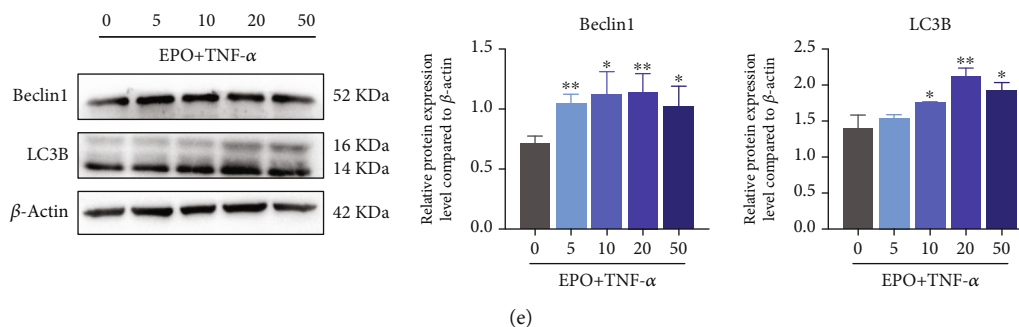 0 5 10 20 50
EPO+TNF-α
Beclin1
52 KDa
LC3B
16 KDa
14 KDa
β-Actin
42 KDa
Beclin1
Relative protein expression
level compared to β-actin
1.5
1.0
0.5
0.0
**
*
**
*
0 5 10 20 50
EPO+TNF-α
LC3B
Relative protein expression
level compared to β-actin
2.5
2.0
1.5
1.0
0.5
0.0
*
**
*
0 5 10 20 50
EPO+TNF-α
(e)